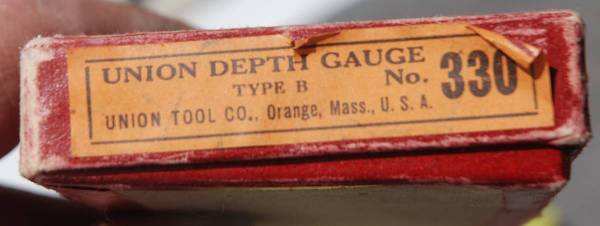 UNION DEPTH GAUGE
TYPE B No. 330
UNION TOOL CO., Orange, Mass., U. S. A.